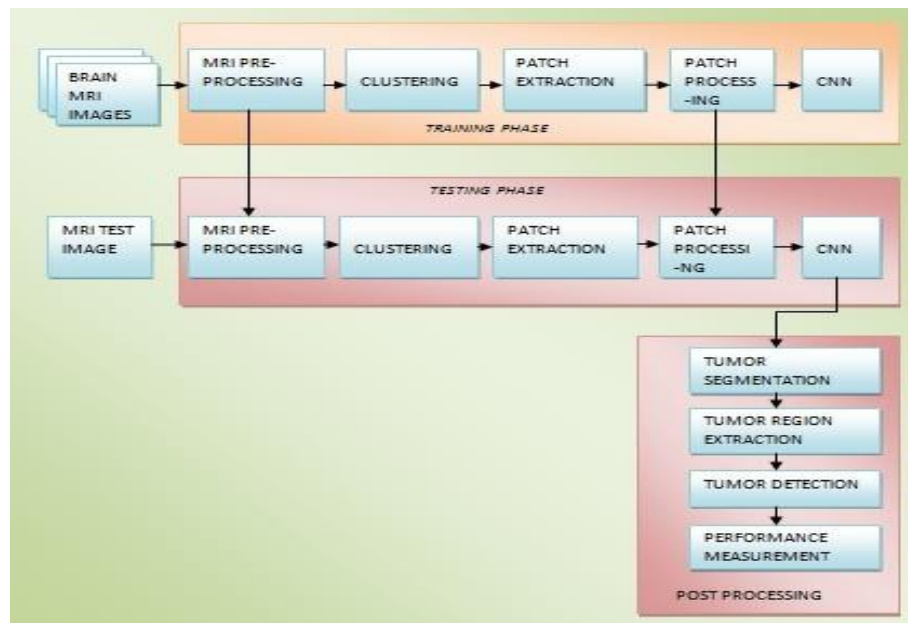 BRAIN
MRI
IMAGES
MRI PRE-
PROCESSING
CLUSTERING
PATCH
EXTRACTION
PATCH
PROCESS
-ING
CNN
TRAINING PHASE
TESTING PHASE
MRI TEST
IMAGE
MRI PRE-
PROCESSING
CLUSTERING
PATCH
EXTRACTION
PATCH
PROCESSI
-NG
CNN
TUMOR
SEGMENTATION
TUMOR REGION
EXTRACTION
TUMOR DETECTION
PERFORMANCE
MEASUREMENT
POST PROCESSING